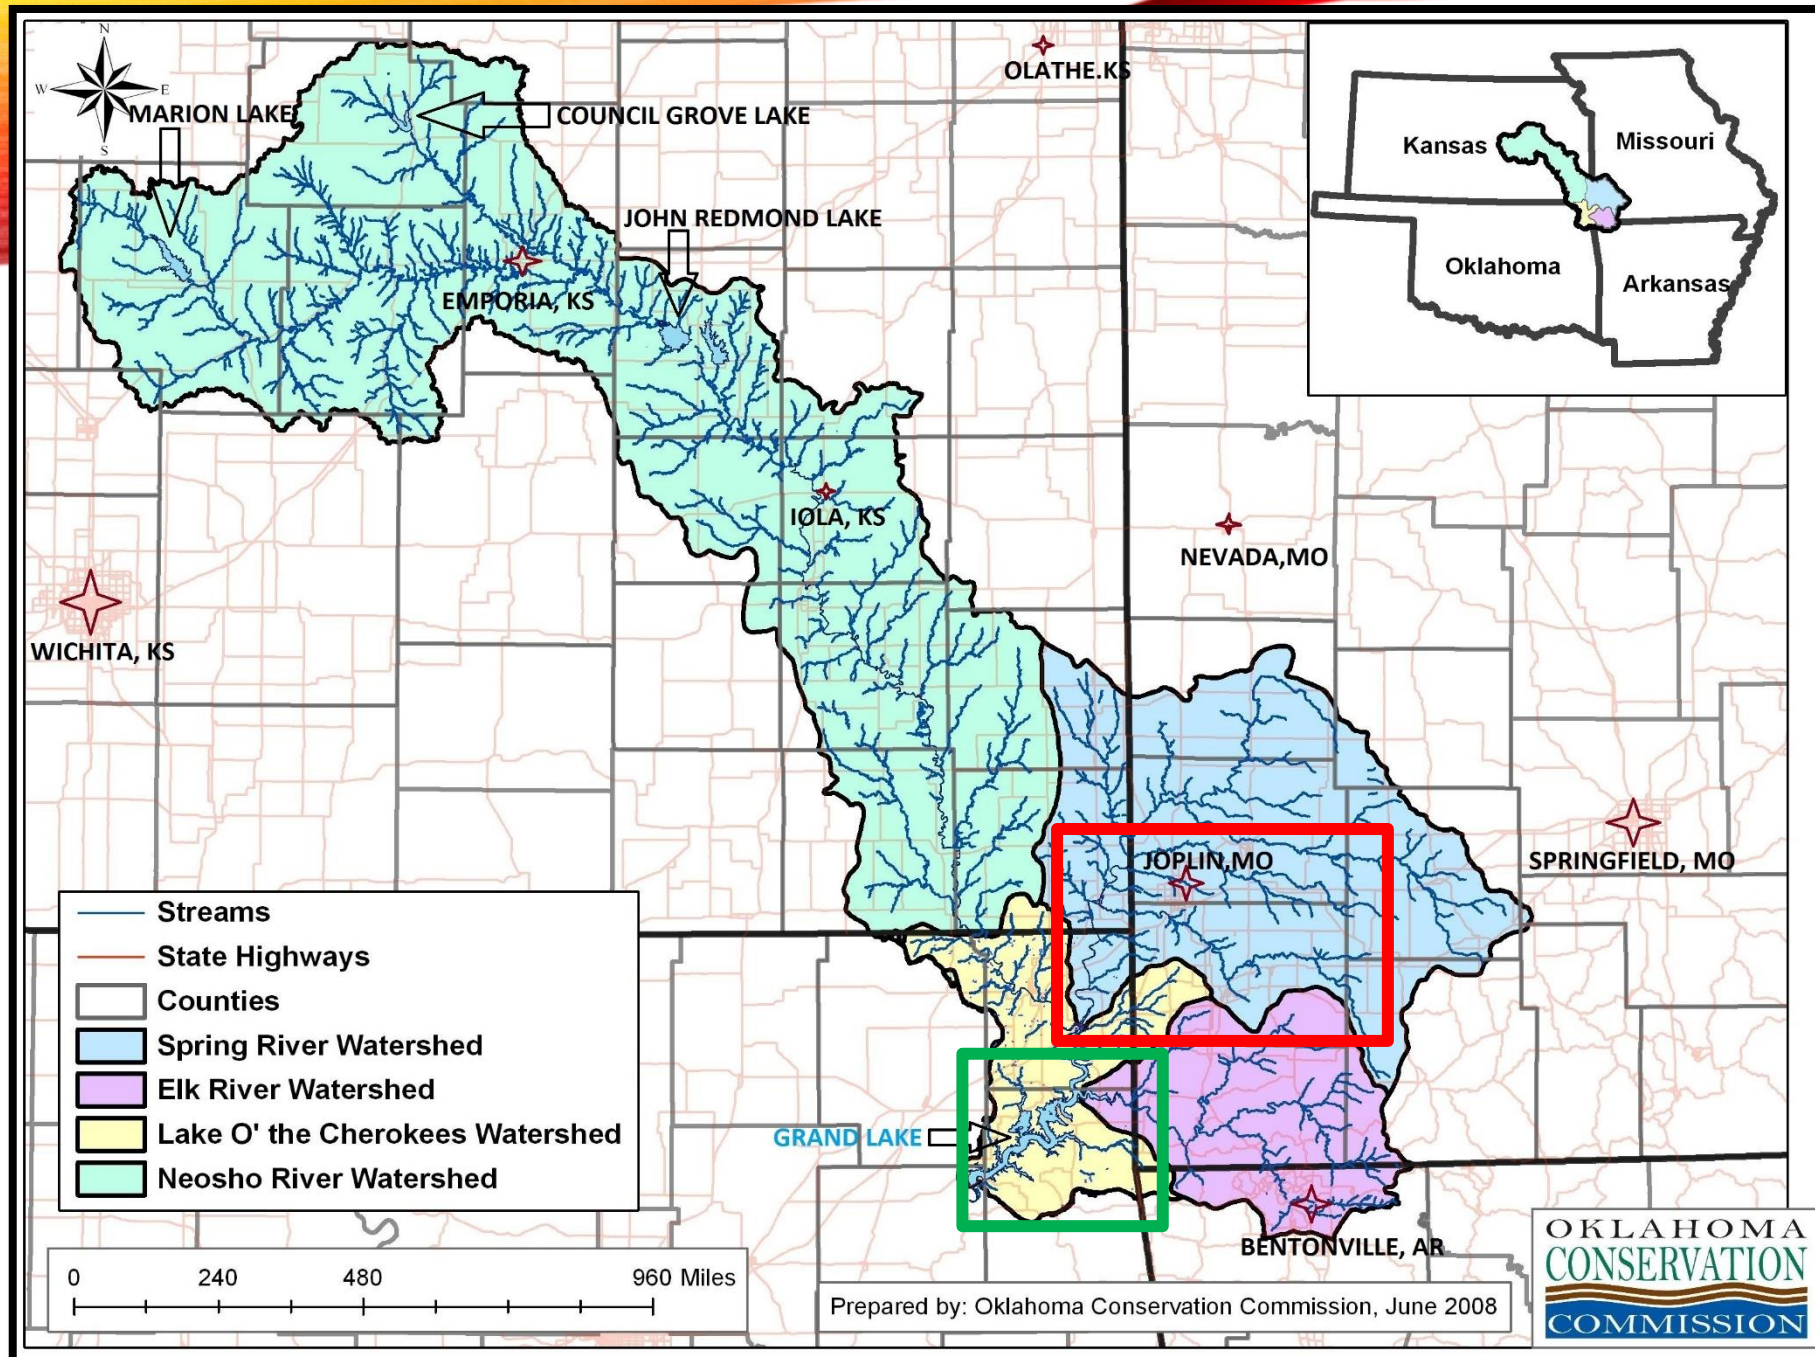 N
W
E
S
OLATHE.KS
MARION LAKE
COUNCIL GROVE LAKE
Kansas
Missouri
JOHN REDMOND LAKE
Oklahoma
Arkansas
EMPORIA, KS
IOLA, KS
NEVADA,MO
WICHITA, KS
JOPLIN,MO
SPRINGFIELD, MO
Streams
State Highways
Counties
Spring River Watershed
Elk River Watershed
Lake O' the Cherokees Watershed
Neosho River Watershed
GRAND LAKE
BENTONVILLE, AR
0 240 480 960 Miles
Prepared by: Oklahoma Conservation Commission, June 2008
OKLAHOMA
CONSERVATION
COMMISSION